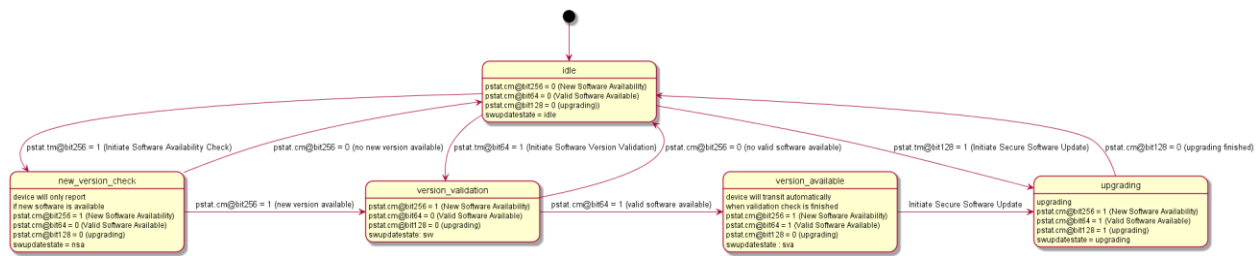 idle
pstat.cm@bit256 = 0 (New Software Availability)
pstat.cm@bit64 = 0 (Valid Software Available)
pstat.cm@bit128 = 0 (upgrading))
swupdatestate = idle
pstat.tm@bit256 = 1 (Initiate Software Availability Check)
pstat.cm@bit256 = 0 (no new version available)
pstat.tm@bit64 = 1 (Initiate Software Version Validation)
pstat.cm@bit256 = 0 (no valid software available)
pstat.tm@bit128 = 1 (Initiate Secure Software Update)
pstat.cm@bit128 = 0 (upgrading finished)
new_version_check
device will only report
if new software is available
pstat.cm@bit256 = 1 (New Software Availability)
pstat.cm@bit64 = 0 (Valid Software Available)
pstat.cm@bit128 = 0 (upgrading)
swupdatestate = nsa
pstat.cm@bit256 = 1 (new version available)
version_validation
pstat.cm@bit256 = 1 (New Software Availability)
pstat.cm@bit64 = 0 (Valid Software Available)
pstat.cm@bit128 = 0 (upgrading)
swupdatestate: svv
pstat.cm@bit64 = 1 (valid software available)
version_available
device will transit automatically
when validation check is finished
pstat.cm@bit256 = 1 (New Software Availability)
pstat.cm@bit64 = 1 (Valid Software Available)
pstat.cm@bit128 = 0 (upgrading)
swupdatestate : sva
Initiate Secure Software Update
upgrading
upgrading
pstat.cm@bit256 = 1 (New Software Availability)
pstat.cm@bit64 = 1 (Valid Software Available)
pstat.cm@bit128 = 1 (upgrading)
swupdatestate = upgrading